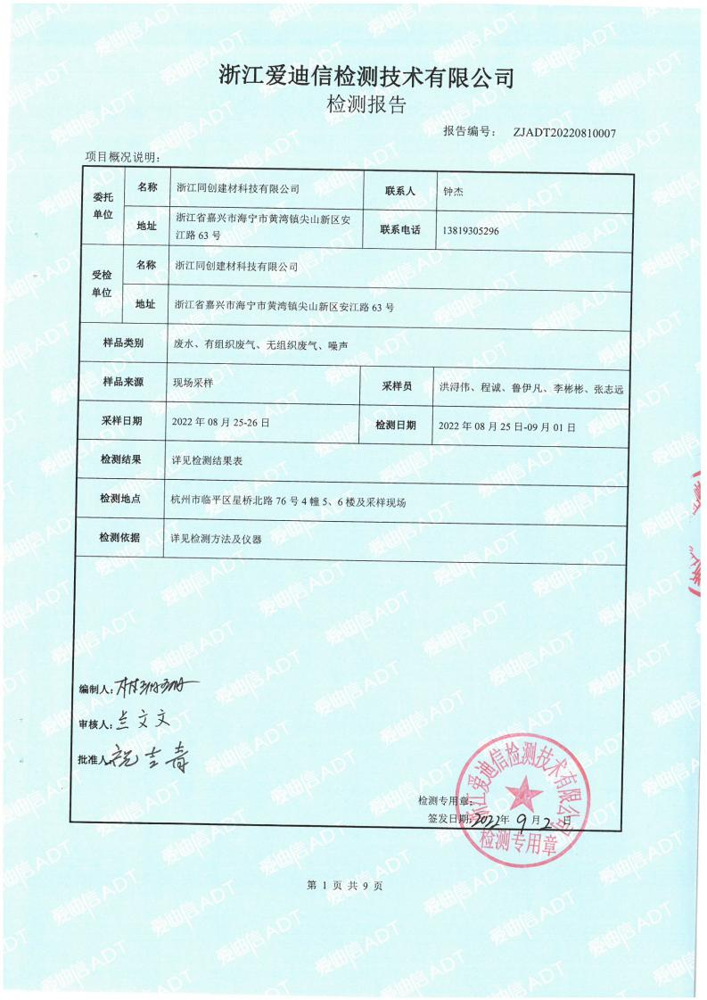 浙江爱迪信检测技术有限公司
检测报告
报告编号： ZJADT20220810007
项目概况说明:
委托单位 名称 浙江同创建材科技有限公司 联系人 钟杰
地址 浙江省嘉兴市海宁市黄湾镇尖山新区安江路 63 号 联系电话 13819305296
受检单位 名称 浙江同创建材科技有限公司
地址 浙江省嘉兴市海宁市黄湾镇尖山新区安江路 63 号
样品类别 废水、有组织废气、无组织废气、噪声
样品来源 现场采样 采样员 洪浔伟、程诚、鲁伊凡、李彬彬、张志远
采样日期 2022 年 08 月 25-26 日 检测日期 2022 年 08 月 25 日-09 月 01 日
检测结果 详见检测结果表
检测地点 杭州市临平区星桥北路 76 号 4 幢 5、6 楼及采样现场
检测依据 详见检测方法及仪器
编制人:
审核人: 兰文文
批准人: 祝志青
检测专用章:
签发日期: 2022 年 9 月 2 日
浙江爱迪信检测技术有限公司
检测专用章
第 1 页 共 9 页
爱迪信ADT